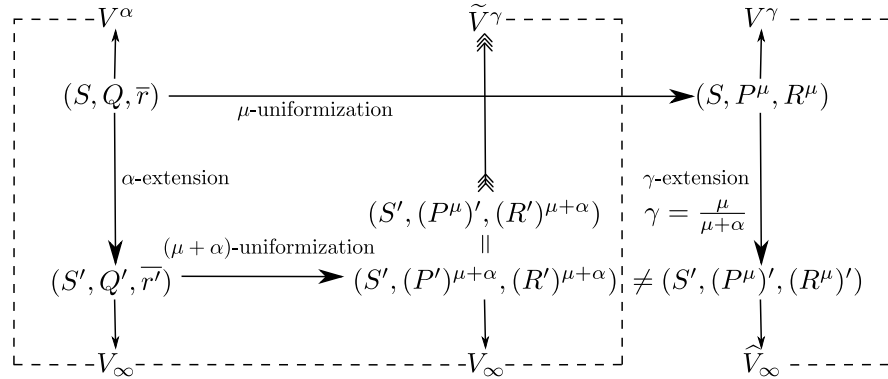 V^α Ṽ^γ V^γ
(S, Q, r̅) (S, P^μ, R^μ)
μ-uniformization
α-extension γ-extension
(S′, (P^μ)′, (R′)^{μ+α}) γ = μ/(μ+α)
(μ + α)-uniformization =
(S′, Q′, r̅′) (S′, (P′)^{μ+α}, (R′)^{μ+α}) ≠ (S′, (P^μ)′, (R^μ)′)
V_∞ V_∞ V̂_∞